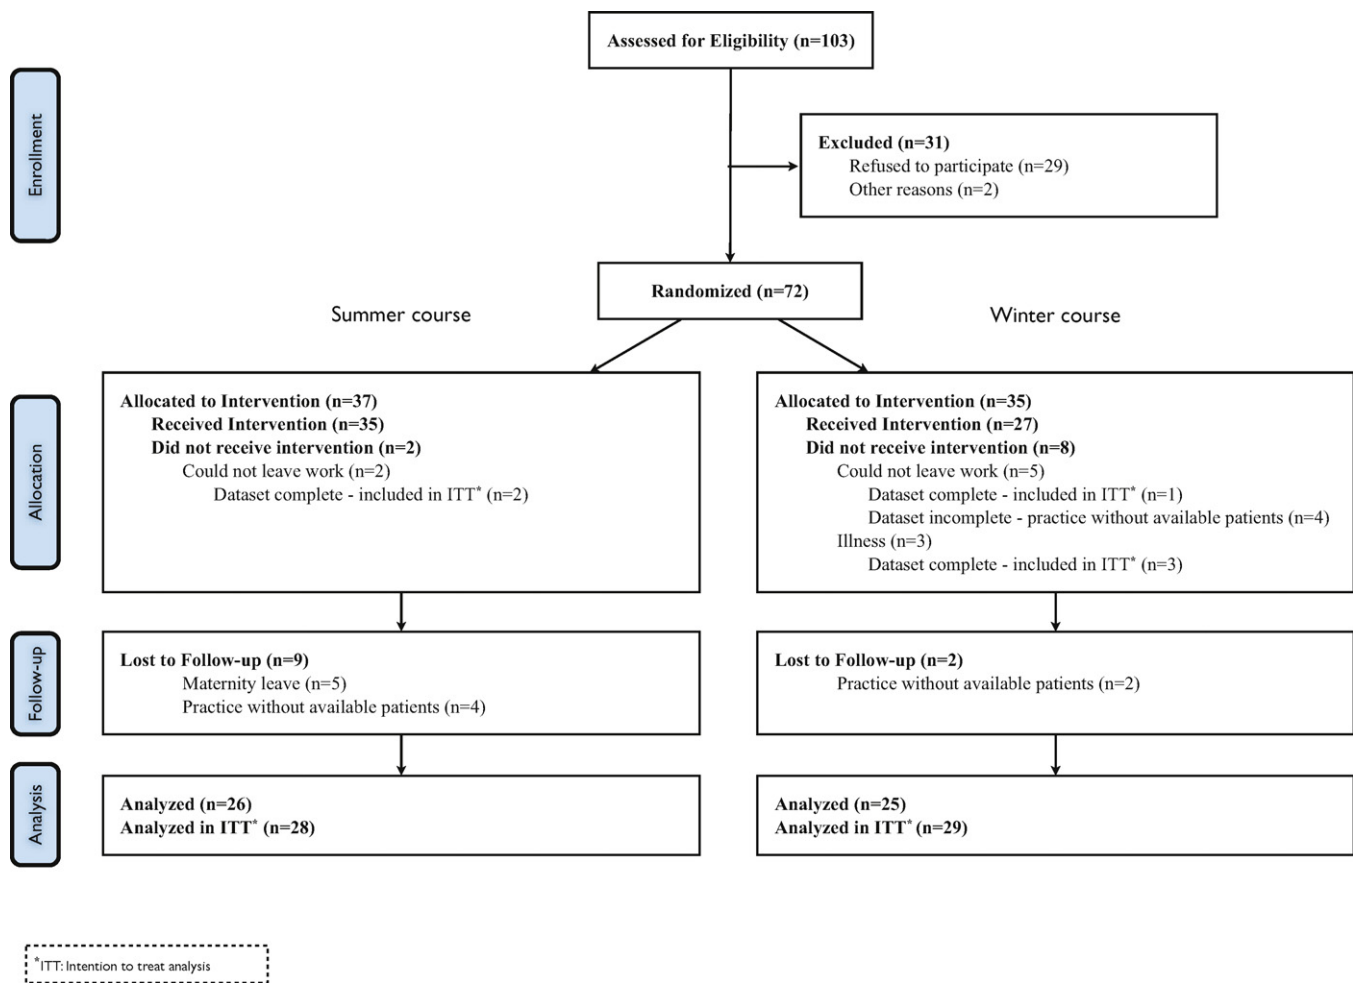 Assessed for Eligibility (n=103)
Enrollment
Excluded (n=31)
Refused to participate (n=29)
Other reasons (n=2)
Randomized (n=72)
Summer course
Winter course
Allocation
Allocated to Intervention (n=37)
Received Intervention (n=35)
Did not receive intervention (n=2)
Could not leave work (n=2)
Dataset complete - included in ITT* (n=2)
Allocated to Intervention (n=35)
Received Intervention (n=27)
Did not receive intervention (n=8)
Could not leave work (n=5)
Dataset complete - included in ITT* (n=1)
Dataset incomplete - practice without available patients (n=4)
Illness (n=3)
Dataset complete - included in ITT* (n=3)
Follow-up
Lost to Follow-up (n=9)
Maternity leave (n=5)
Practice without available patients (n=4)
Lost to Follow-up (n=2)
Practice without available patients (n=2)
Analysis
Analyzed (n=26)
Analyzed in ITT* (n=28)
Analyzed (n=25)
Analyzed in ITT* (n=29)
*ITT: Intention to treat analysis